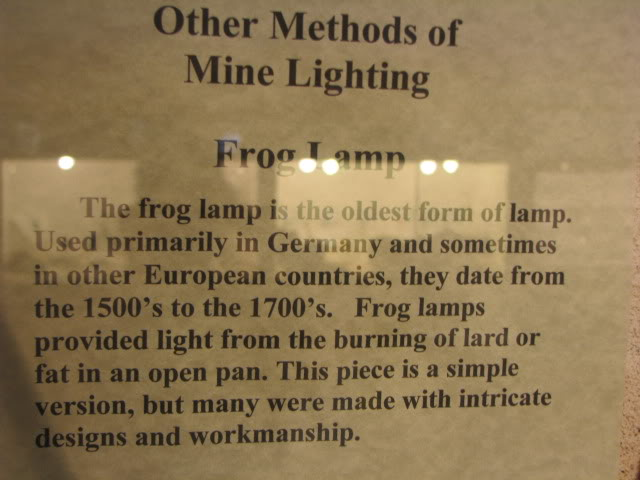 Other Methods of
Mine Lighting
Frog Lamp
The frog lamp is the oldest form of lamp.
Used primarily in Germany and sometimes
in other European countries, they date from
the 1500's to the 1700's. Frog lamps
provided light from the burning of lard or
fat in an open pan. This piece is a simple
version, but many were made with intricate
designs and workmanship.